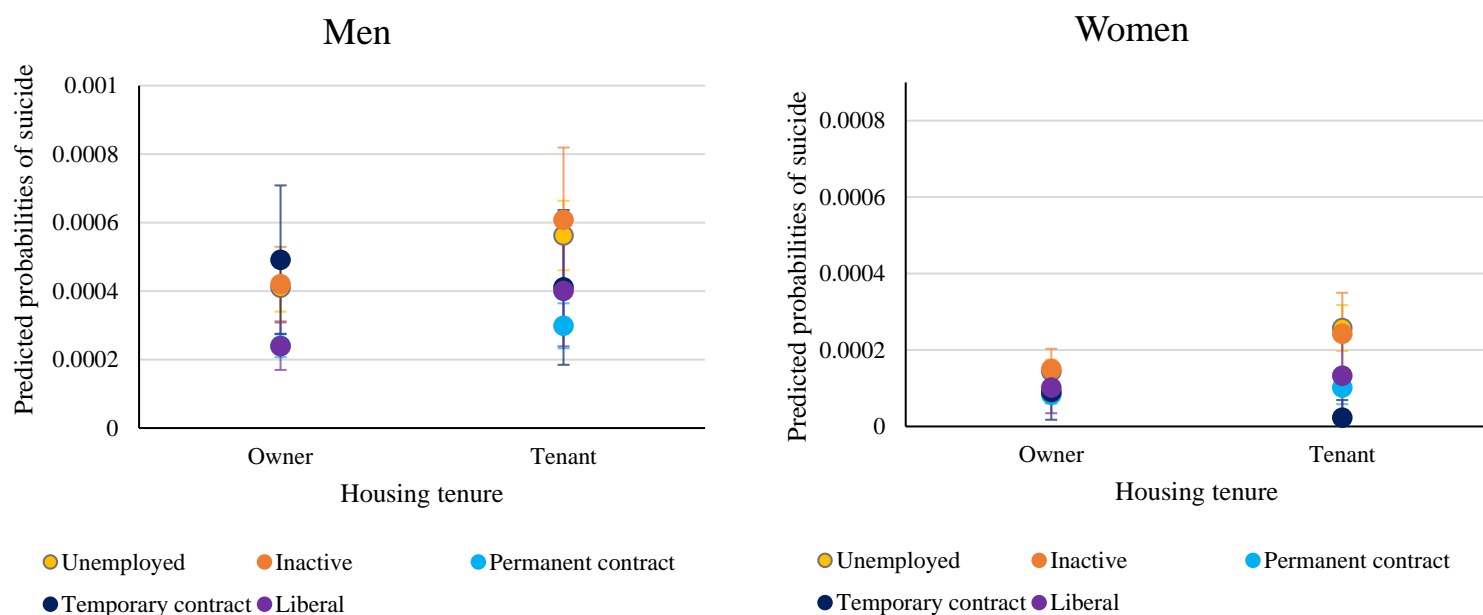 Men
Predicted probabilities of suicide
0.001
0.0008
0.0006
0.0004
0.0002
0
Owner
Tenant
Housing tenure
Unemployed
Inactive
Permanent contract
Temporary contract
Liberal
Women
Predicted probabilities of suicide
0.0008
0.0006
0.0004
0.0002
0
Owner
Tenant
Housing tenure
Unemployed
Inactive
Permanent contract
Temporary contract
Liberal